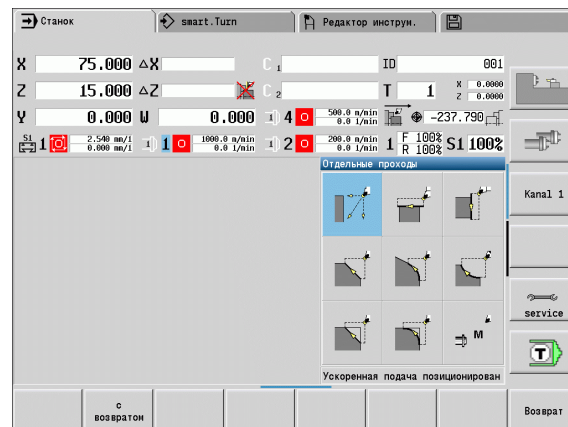 Станок smart.Turn Редактор инструм.
X 75.000 △X C 1 ID 001
Z 15.000 △Z C 2 T 1 X 0.0000 Z 0.0000
Y 0.000 W 0.000 4 500.0 m/min 0.0 1/min -237.790
S1 1 2.540 mm/1 0.000 mm/1 1 1000.0 m/min 0.0 1/min 2 200.0 m/min 0.0 1/min 1 F 100% R 100% S1 100%
Отдельные проходы
Kanal 1
service
M
T
Ускоренная подача позиционирован
с
возвратом
Возврат